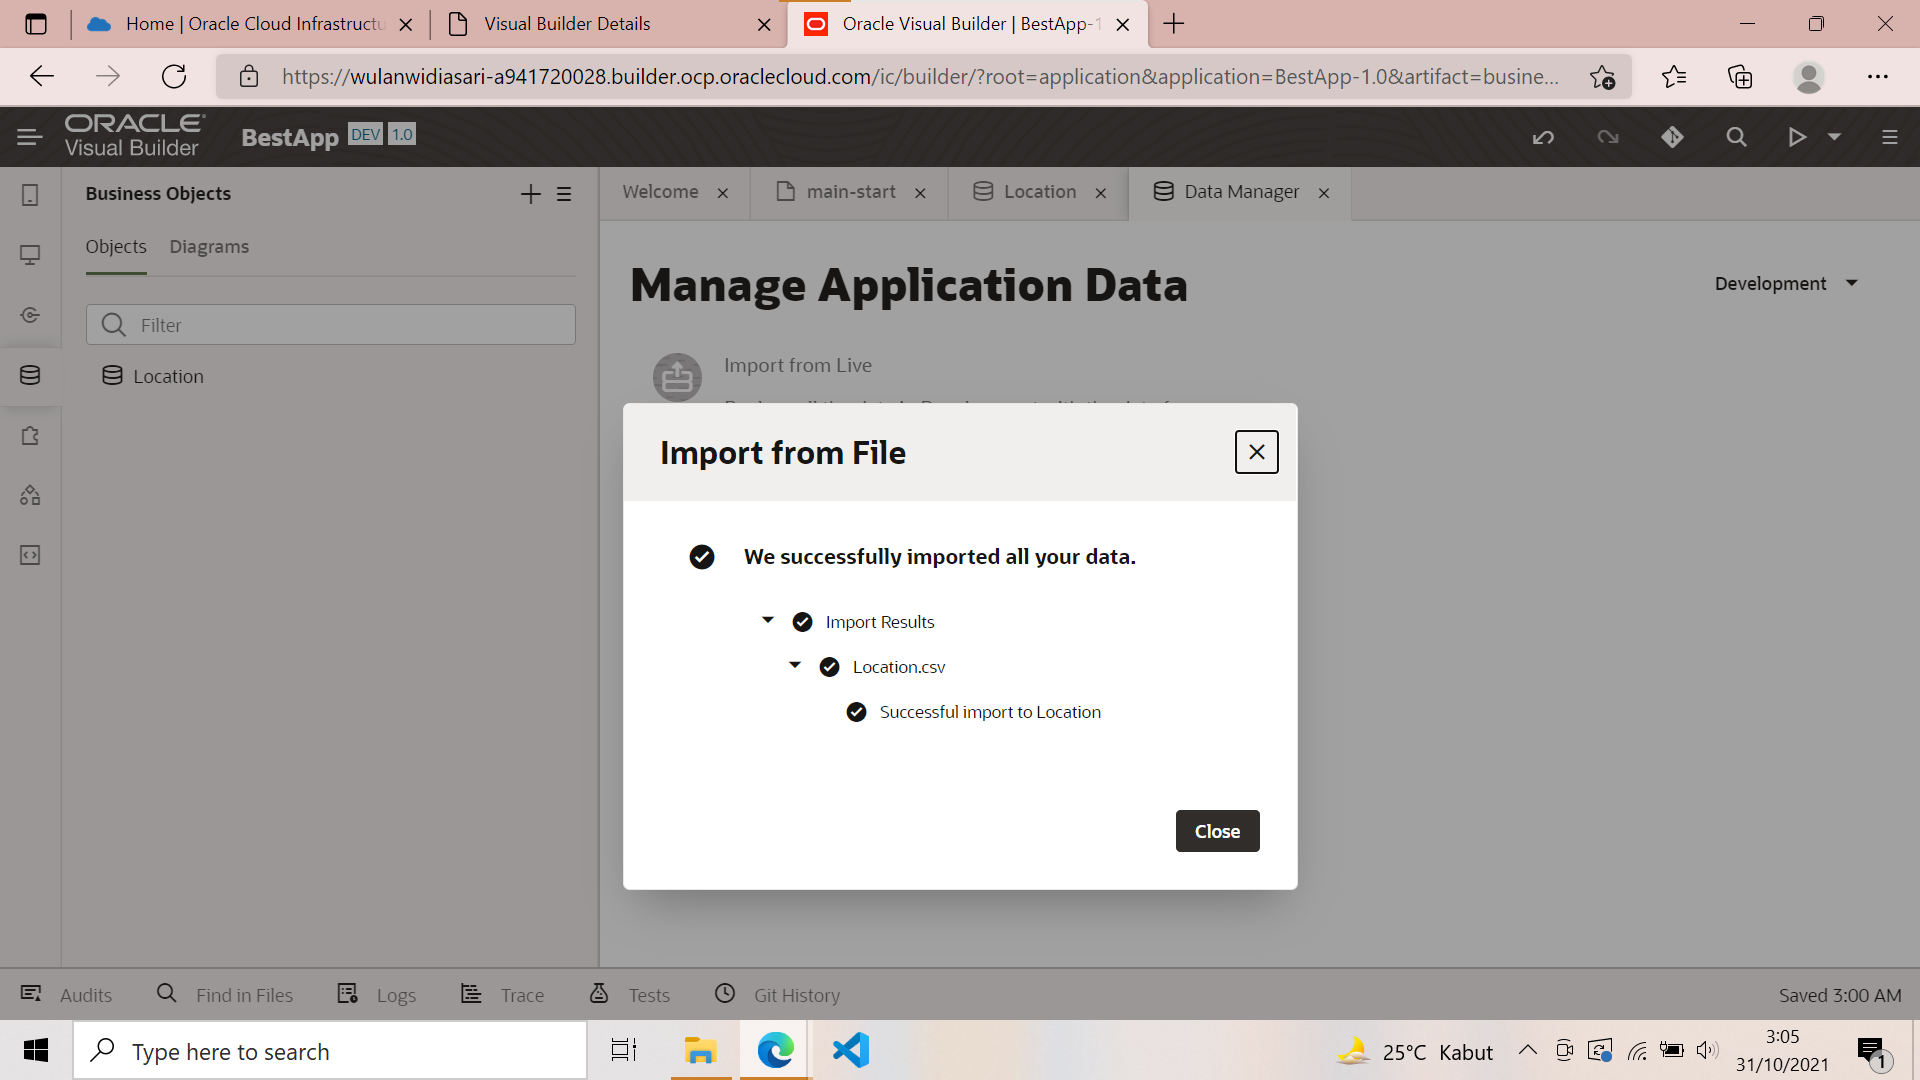 Home | Oracle Cloud Infrastructu
Visual Builder Details
Oracle Visual Builder | BestApp-1
https://wulanwidiasari-a941720028.builder.ocp.oraclecloud.com/ic/builder/?root=application&application=BestApp-1.0&artifact=busine...
ORACLE
Visual Builder
BestApp DEV 1.0
Business Objects
Welcome
main-start
Location
Data Manager
Objects
Diagrams
Manage Application Data
Development
Filter
Location
Import from Live
Import from File
We successfully imported all your data.
Import Results
Location.csv
Successful import to Location
Close
Audits
Find in Files
Logs
Trace
Tests
Git History
Saved 3:00 AM
Type here to search
25°C Kabut
3:05
31/10/2021
1